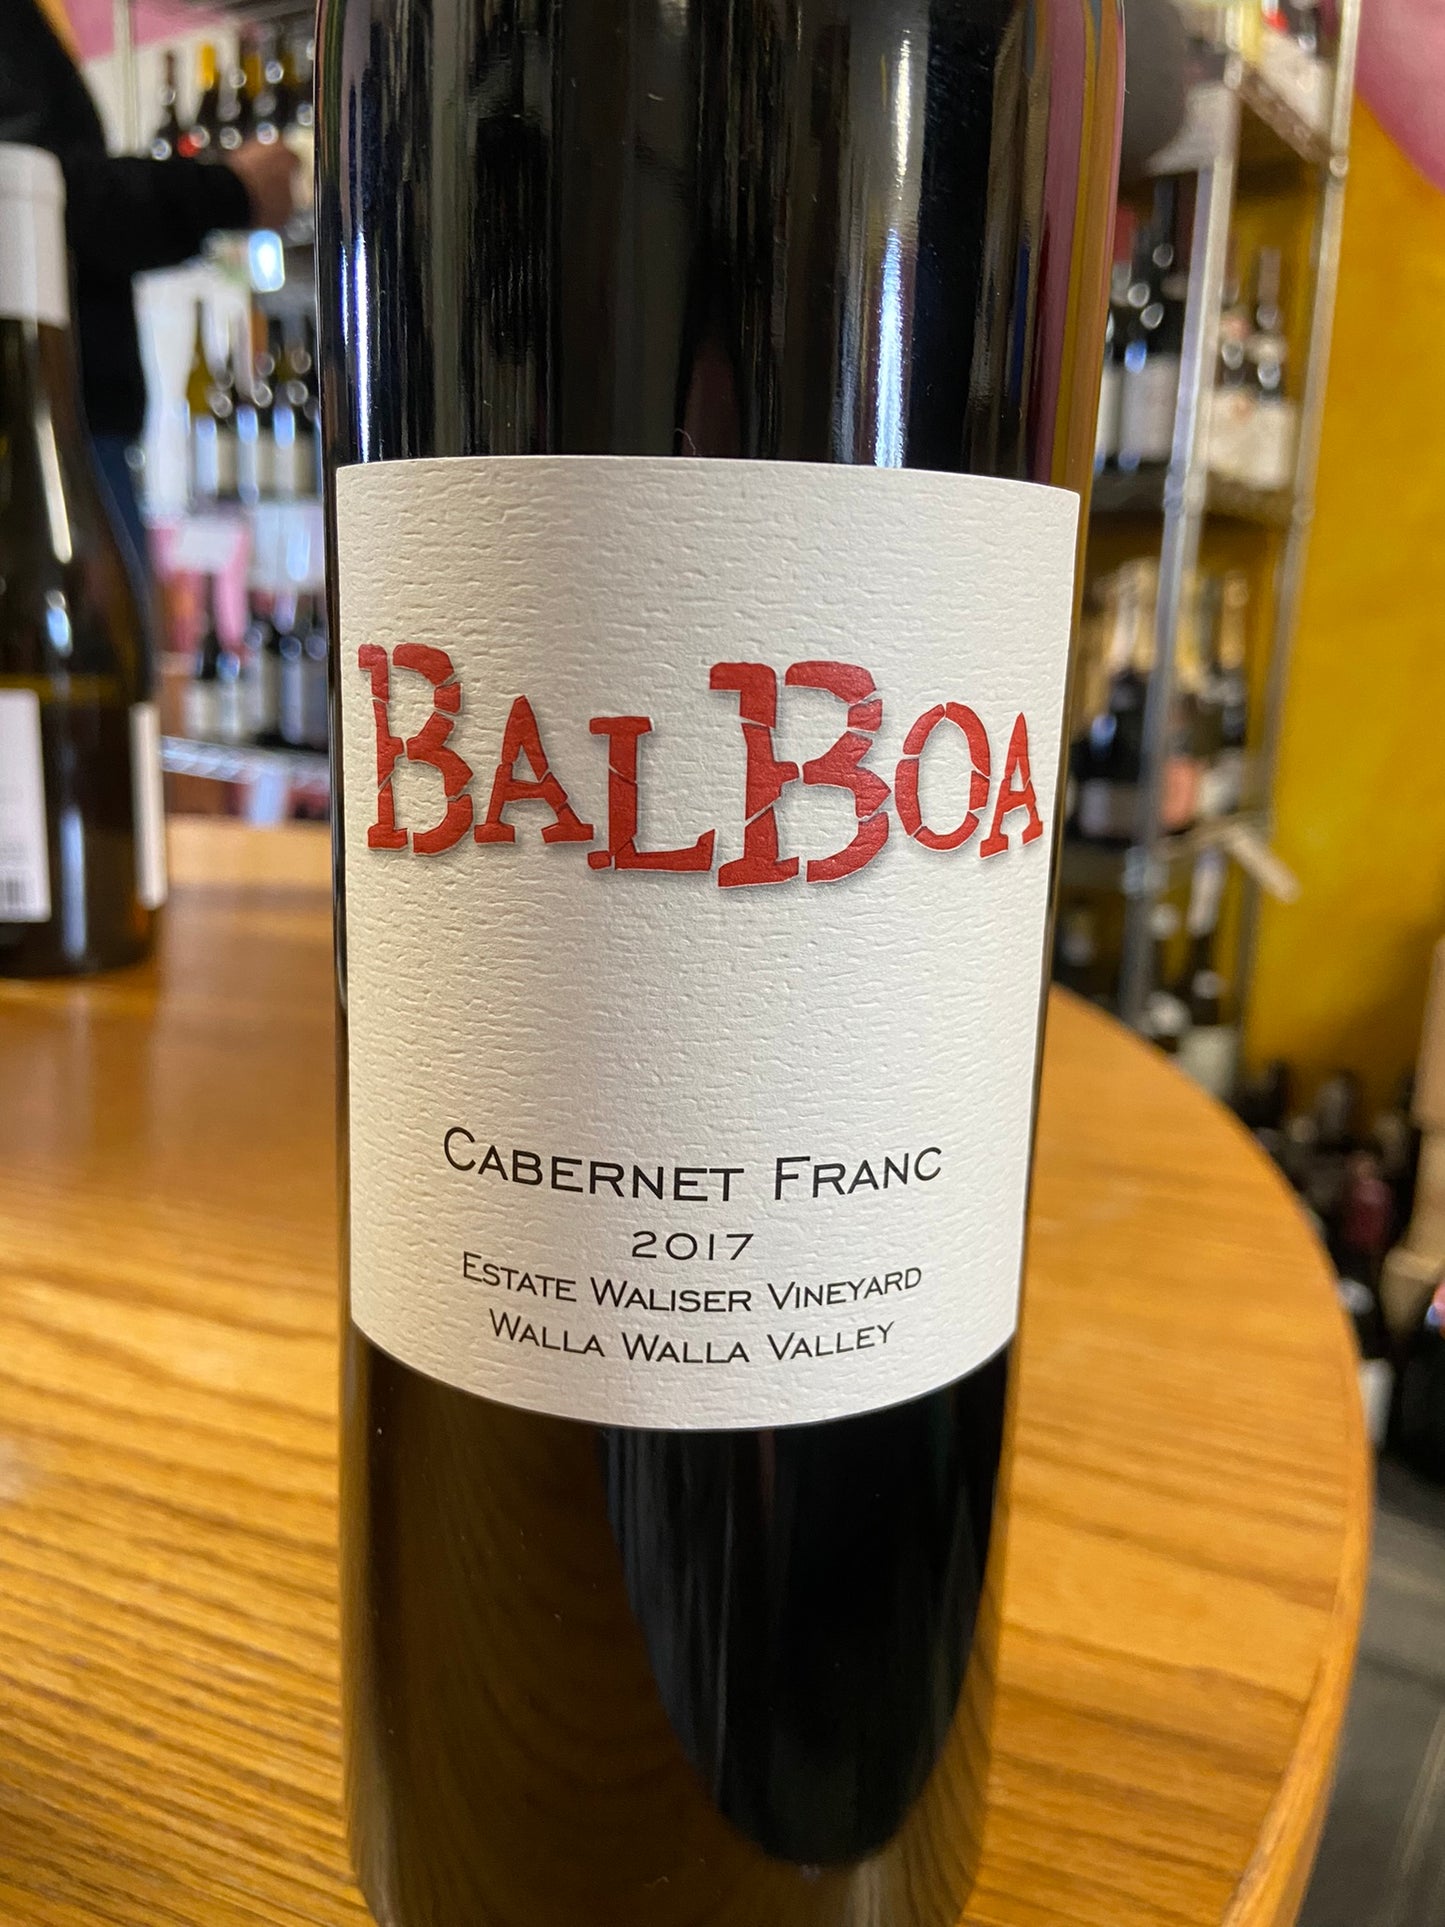 BALBOA
CABERNET FRANC
2017
ESTATE WALISER VINEYARD
WALLA WALLA VALLEY